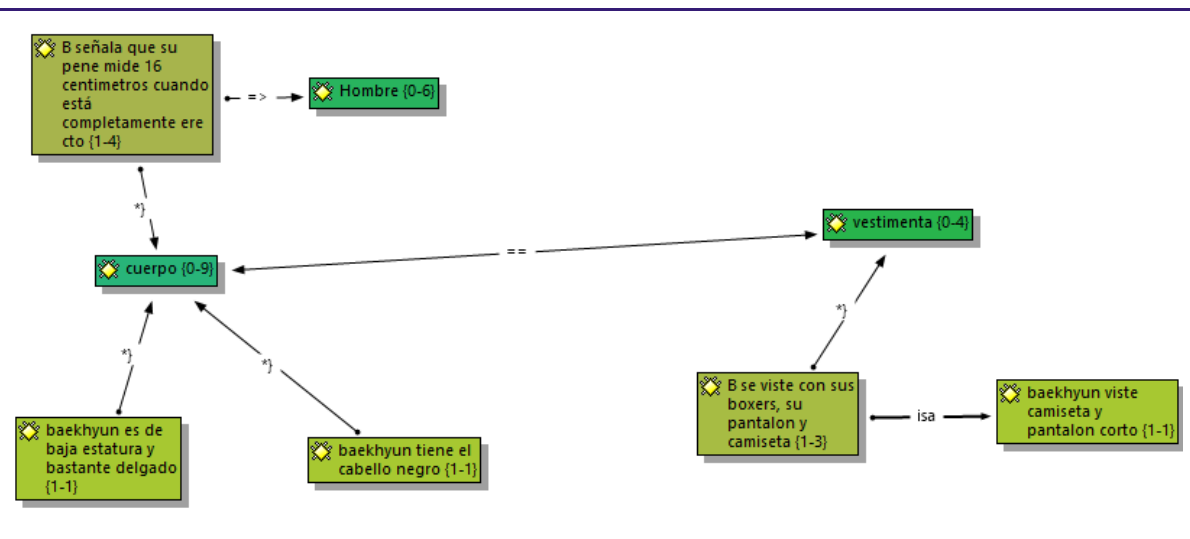 B señala que su
pene mide 16
centimetros cuando
está
completamente ere
cto {1-4}
=>
Hombre {0-6}
*}
cuerpo {0-9}
==
vestimenta {0-4}
*}
*}
*}
baekhyun es de
baja estatura y
bastante delgado
{1-1}
baekhyun tiene el
cabello negro {1-1}
B se viste con sus
boxers, su
pantalon y
camiseta {1-3}
isa
baekhyun viste
camiseta y
pantalon corto {1-1}